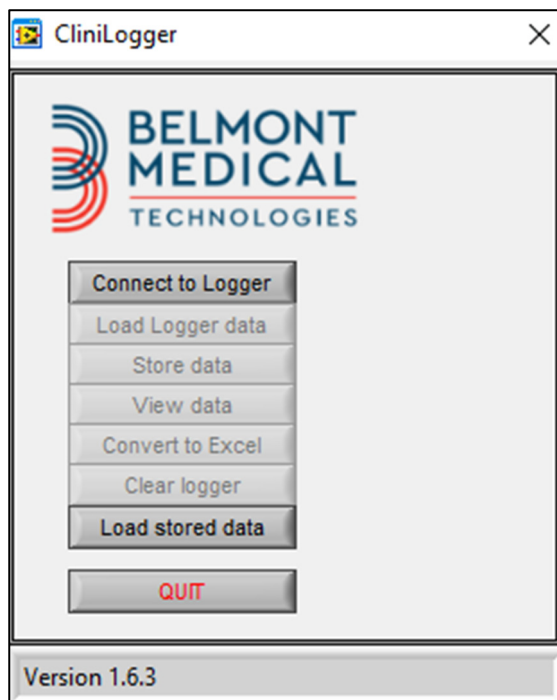 CliniLogger
BELMONT
MEDICAL
TECHNOLOGIES
Connect to Logger
Load Logger data
Store data
View data
Convert to Excel
Clear logger
Load stored data
QUIT
Version 1.6.3